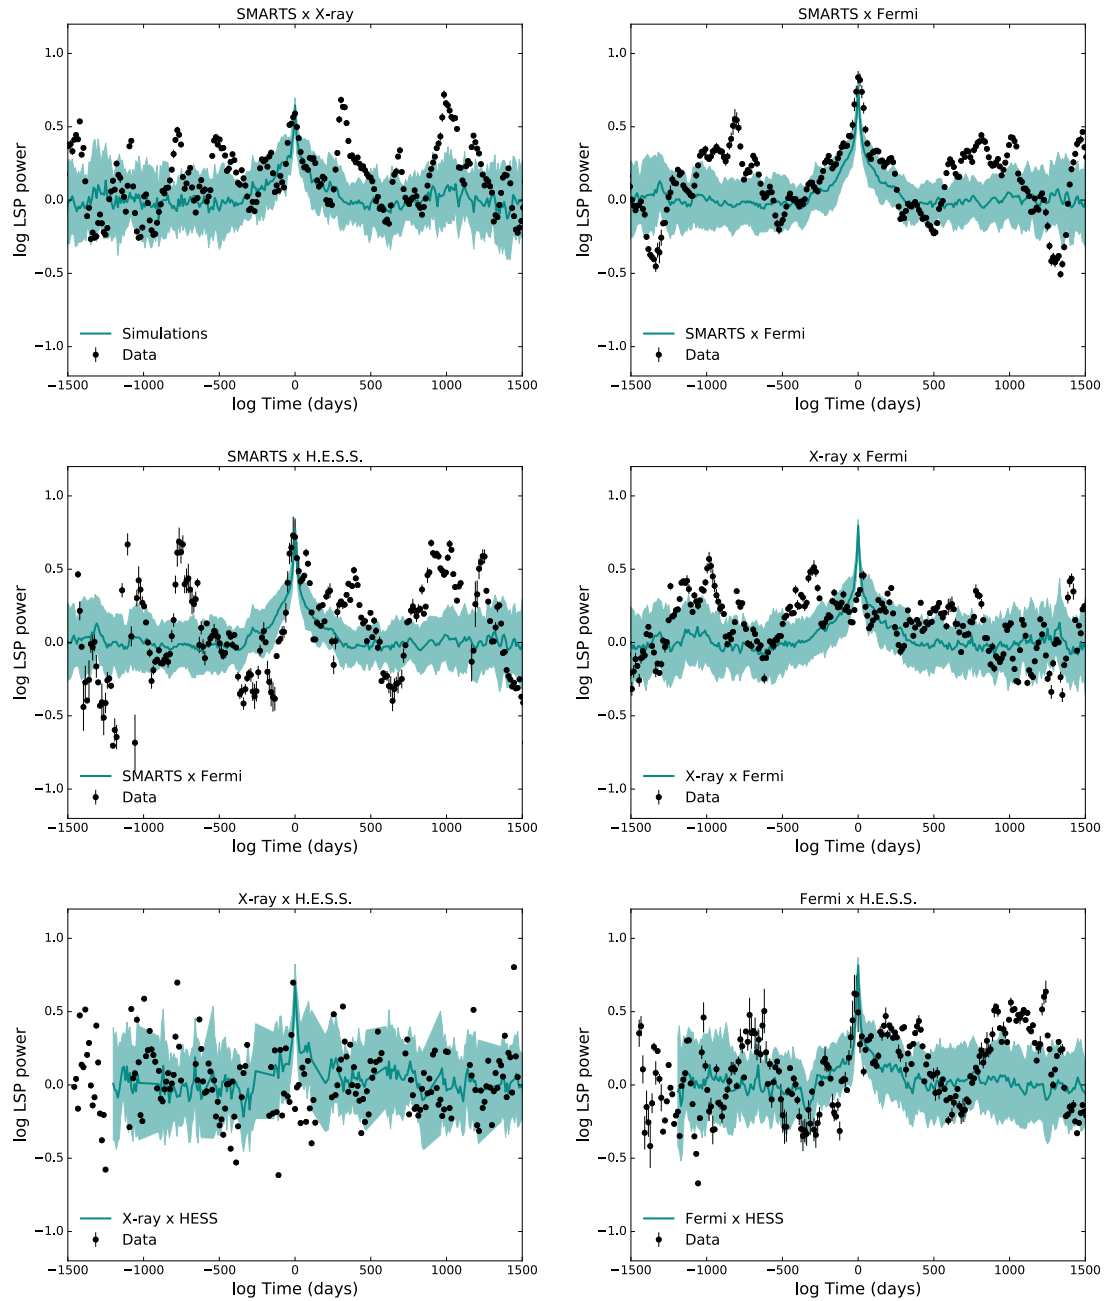 SMARTS x X-ray
1.0
0.5
0.0
−0.5
−1.0
log LSP power
Simulations
Data
−1500 −1000 −500 0 500 1000 1500
log Time (days)
SMARTS x Fermi
1.0
0.5
0.0
−0.5
−1.0
log LSP power
SMARTS x Fermi
Data
−1500 −1000 −500 0 500 1000 1500
log Time (days)
SMARTS x H.E.S.S.
1.0
0.5
0.0
−0.5
−1.0
log LSP power
SMARTS x Fermi
Data
−1500 −1000 −500 0 500 1000 1500
log Time (days)
X-ray x Fermi
1.0
0.5
0.0
−0.5
−1.0
log LSP power
X-ray x Fermi
Data
−1500 −1000 −500 0 500 1000 1500
log Time (days)
X-ray x H.E.S.S.
1.0
0.5
0.0
−0.5
−1.0
log LSP power
X-ray x HESS
Data
−1500 −1000 −500 0 500 1000 1500
log Time (days)
Fermi x H.E.S.S.
1.0
0.5
0.0
−0.5
−1.0
log LSP power
Fermi x HESS
Data
−1500 −1000 −500 0 500 1000 1500
log Time (days)